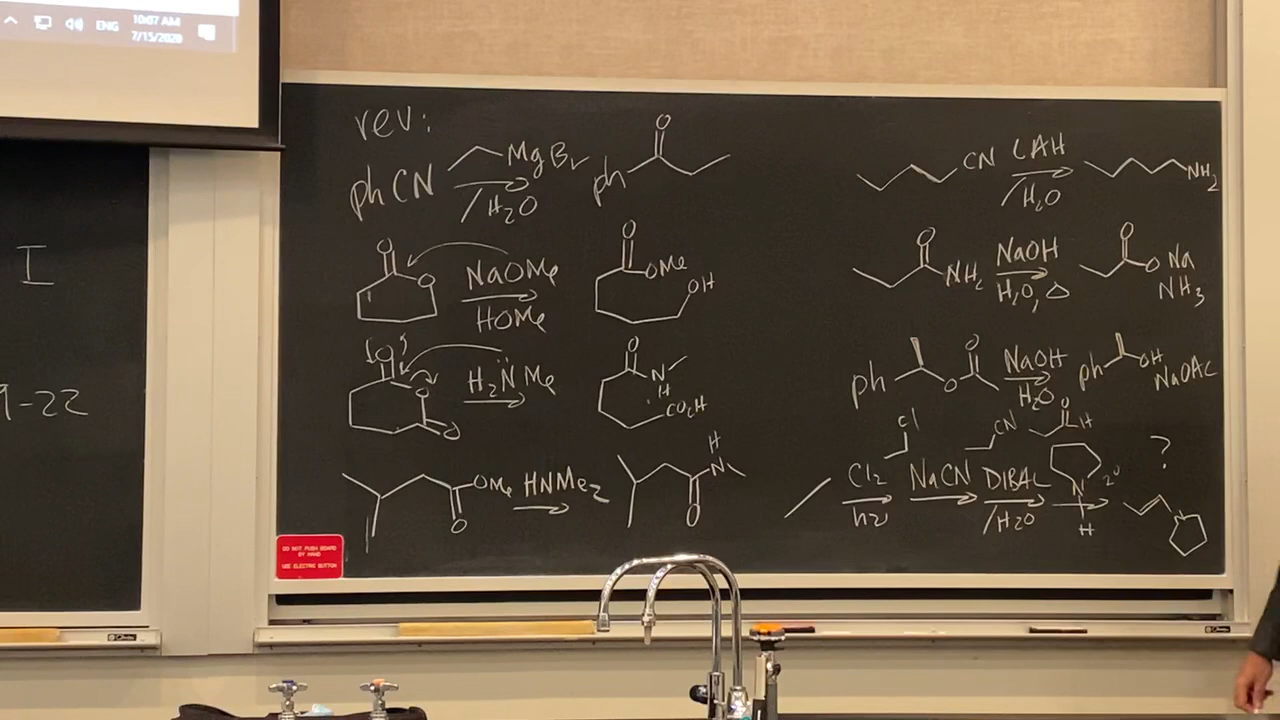 ENG
10:07 AM
7/15/2020
I
9-22
rev:
phCN
MgBr
/H₂O
ph
O
O
O
NaOMe
HOMe
O
OMe
OH
O
O
O
H₂NMe
O
N
H
CO₂H
OMe
O
HNMe₂
H
N
O
CN
LAH
/H₂O
NH₂
O
NH₂
NaOH
H₂O, Δ
O
O Na
NH₃
ph
O
O
NaOH
H₂O
ph
OH
NaOAc
Cl
CN
O
H
?
Cl₂
hν
NaCN
DIBAL
/H₂O
N
H
2°
DO NOT PUSH BOARD
BY HAND
USE ELECTRIC BUTTON